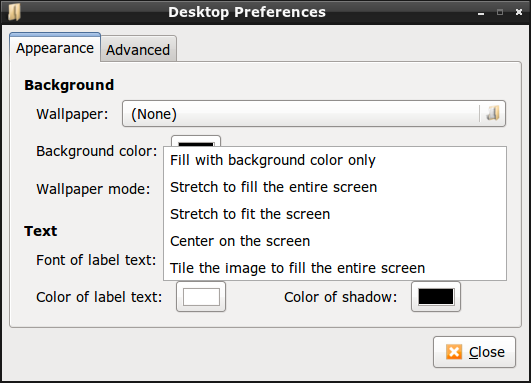 Desktop Preferences
Appearance Advanced
Background
Wallpaper: (None)
Background color:
Fill with background color only
Stretch to fill the entire screen
Wallpaper mode:
Stretch to fit the screen
Center on the screen
Text
Font of label text:
Tile the image to fill the entire screen
Color of label text: Color of shadow:
Close